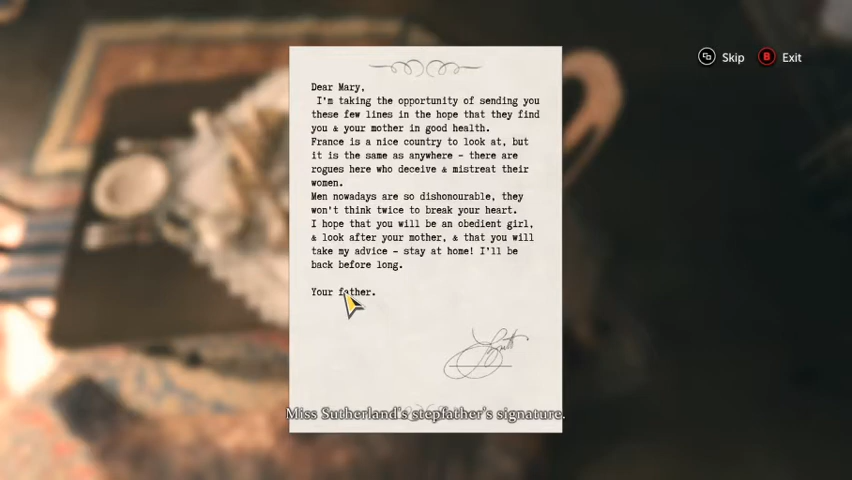 Skip
B Exit
Dear Mary,
I'm taking the opportunity of sending you
these few lines in the hope that they find
you & your mother in good health.
France is a nice country to look at, but
it is the same as anywhere – there are
rogues here who deceive & mistreat their
women.
Men nowadays are so dishonourable, they
won't think twice to break your heart.
I hope that you will be an obedient girl,
& look after your mother, & that you will
take my advice – stay at home! I'll be
back before long.
Your father.
Miss Sutherland's stepfather's signature.